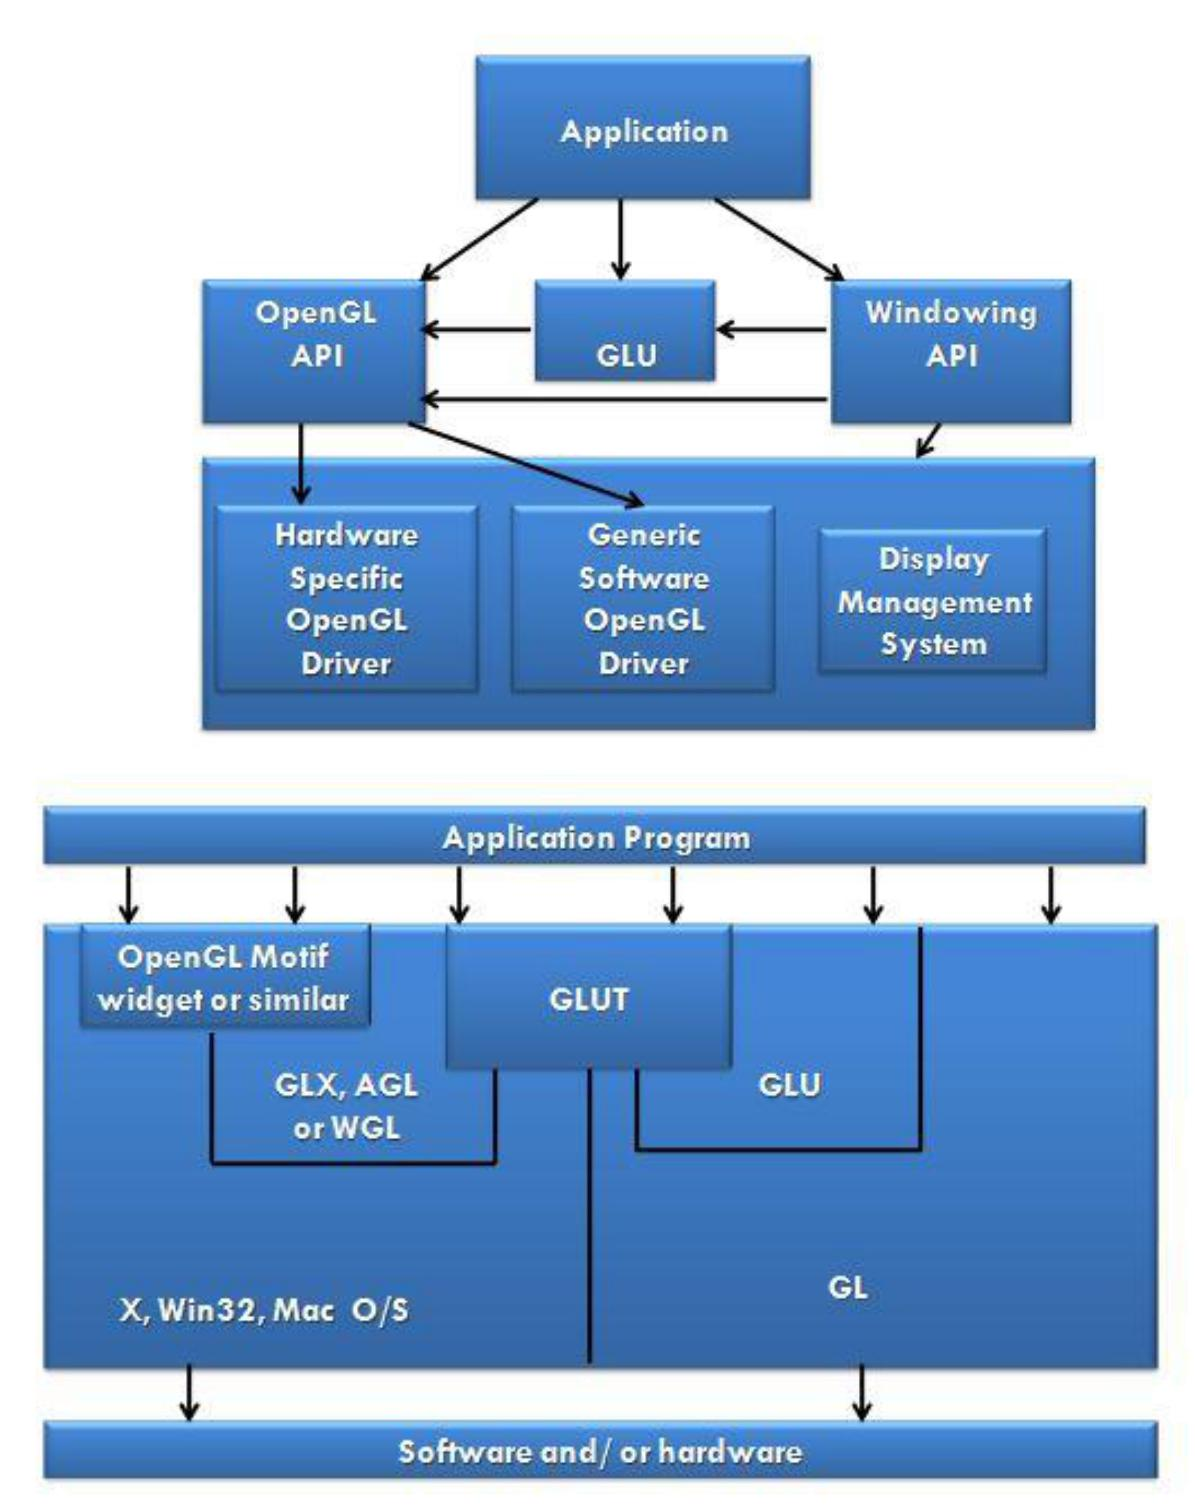 Application
OpenGL
API
GLU
Windowing
API
Hardware
Specific
OpenGL
Driver
Generic
Software
OpenGL
Driver
Display
Management
System
Application Program
OpenGL Motif
widget or similar
GLUT
GLX, AGL
or WGL
GLU
X, Win32, Mac O/S
GL
Software and/ or hardware